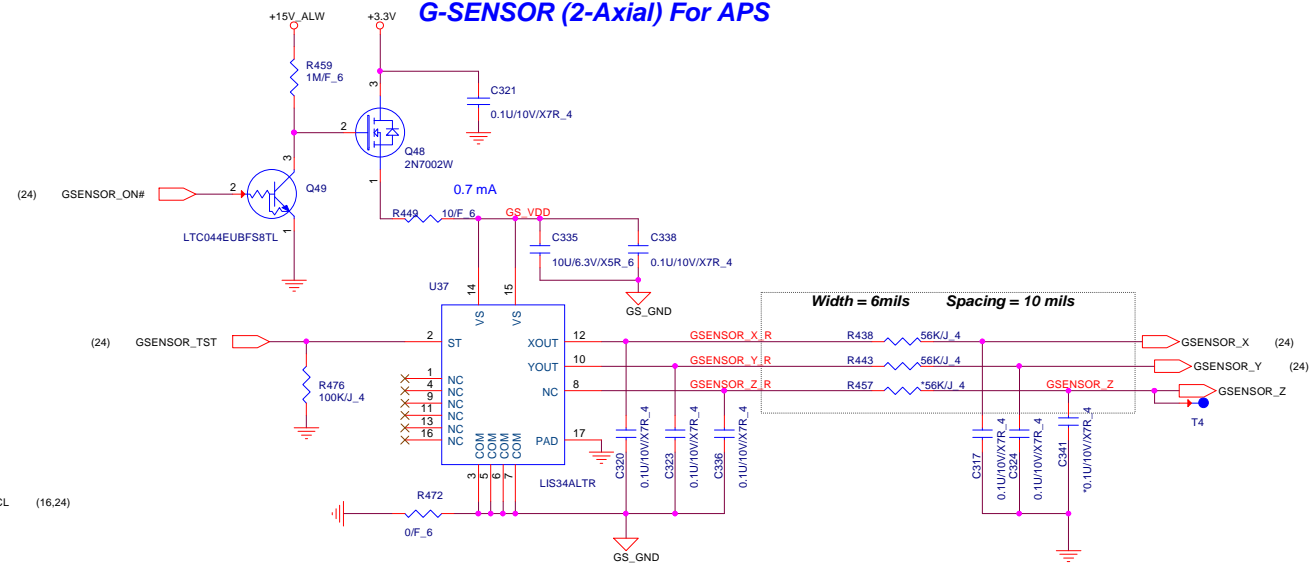 G-SENSOR (2-Axial) For APS
+15V_ALW
+3.3V
R459
1M/F_6
3
C321
0.1U/10V/X7R_4
2
Q48
2N7002W
1
3
(24) GSENSOR_ON#
2
Q49
1
LTC044EUBFS8TL
0.7 mA
R449
10/F_6
GS_VDD
C335
10U/6.3V/X5R_6
C338
0.1U/10V/X7R_4
GS_GND
U37
14
15
VS
VS
Width = 6mils Spacing = 10 mils
(24) GSENSOR_TST
2
ST
XOUT
12
GSENSOR_X_R
R438
56K/J_4
GSENSOR_X (24)
YOUT
10
GSENSOR_Y_R
R443
56K/J_4
GSENSOR_Y (24)
NC
8
GSENSOR_Z_R
R457
*56K/J_4
GSENSOR_Z
GSENSOR_Z
T4
R476
100K/J_4
1
NC
4
NC
9
NC
11
NC
13
NC
16
NC
COM
COM
COM
COM
PAD
17
3
5
6
7
LIS34ALTR
C320
0.1U/10V/X7R_4
C323
0.1U/10V/X7R_4
C336
0.1U/10V/X7R_4
C317
0.1U/10V/X7R_4
C324
0.1U/10V/X7R_4
C341
*0.1U/10V/X7R_4
CL (16,24)
R472
0/F_6
GS_GND